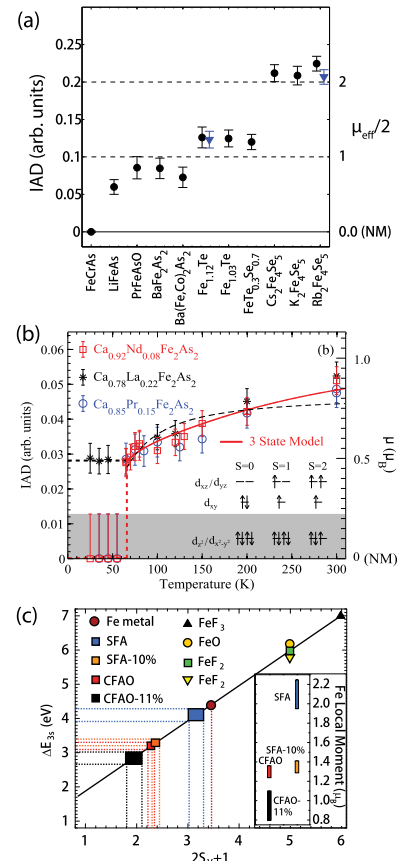 (a)
IAD (arb. units)
0.25
0.2
0.15
0.1
0.05
0
2
μeff/2
1
0.0 (NM)
FeCrAs
LiFeAs
PrFeAsO
BaFe2As2
Ba(Fe,Co)2As2
Fe1.12Te
Fe1.03Te
FeTe0.3Se0.7
Cs2Fe4Se5
K2Fe4Se5
Rb2Fe4Se5
(b)
(b)
IAD (arb. units)
0.06
0.05
0.04
0.03
0.02
0.01
0
Ca0.92Nd0.08Fe2As2
Ca0.78La0.22Fe2As2
Ca0.85Pr0.15Fe2As2
3 State Model
S=0 S=1 S=2
dxz/dyz
dxy
dz²/dx²-y²
1.0
μ (μB)
0.5
0 (NM)
0 50 100 150 200 250 300
Temperature (K)
(c)
ΔE3s (eV)
7
6
5
4
3
2
1
Fe metal
SFA
SFA-10%
CFAO
CFAO-11%
FeF3
FeO
FeF2
FeF2
SFA
SFA-10%
CFAO
CFAO-
11%
2.2
2.0
1.8
1.6
1.4
1.2
1.0
0.8
Fe Local Moment (μB)
1 2 3 4 5 6
2SV+1